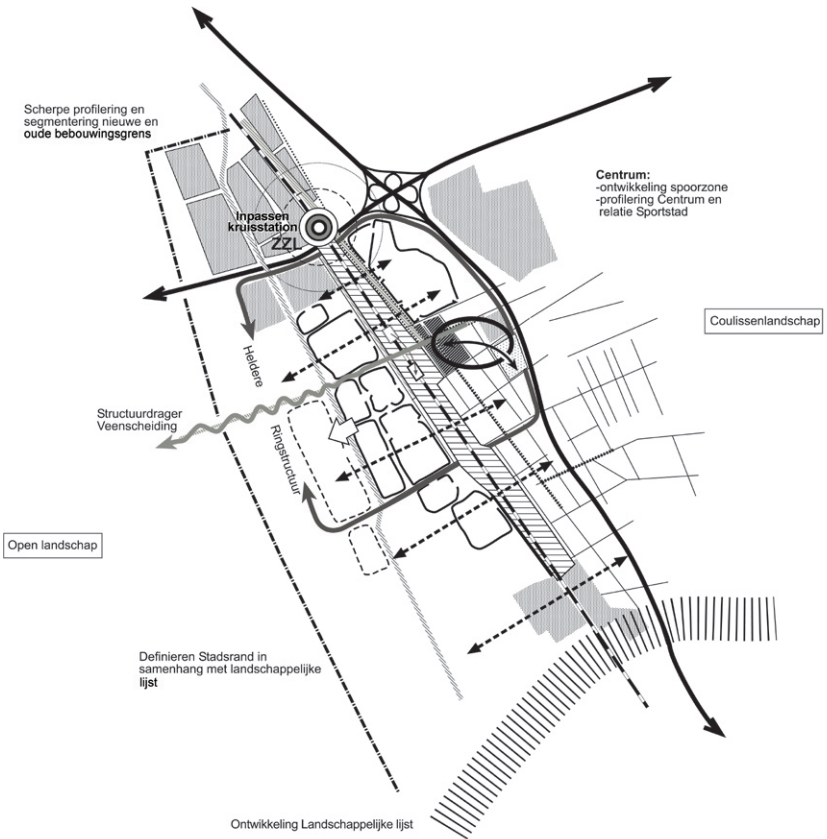 Scherpe profilering en
segmentering nieuwe en
oude bebouwingsgrens
Centrum:
-ontwikkeling spoorzone
-profilering Centrum en
relatie Sportstad
Inpassen
kruisstation
ZZL
Coulissenlandschap
Heldere
Structuurdrager
Veenscheiding
Ringstructuur
Open landschap
Definieren Stadsrand in
samenhang met landschappelijke
lijst
Ontwikkeling Landschappelijke lijst